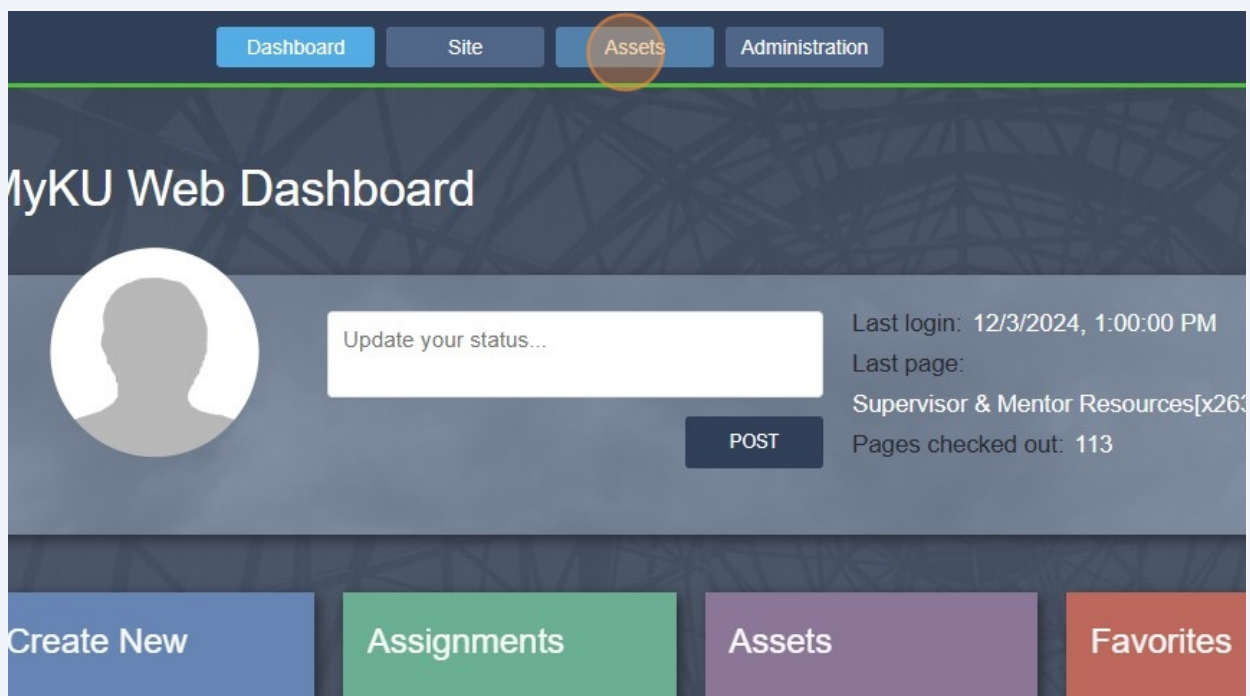 Dashboard Site Assets Administration
MyKU Web Dashboard
Update your status...
POST
Last login: 12/3/2024, 1:00:00 PM
Last page:
Supervisor & Mentor Resources[x263
Pages checked out: 113
Create New Assignments Assets Favorites